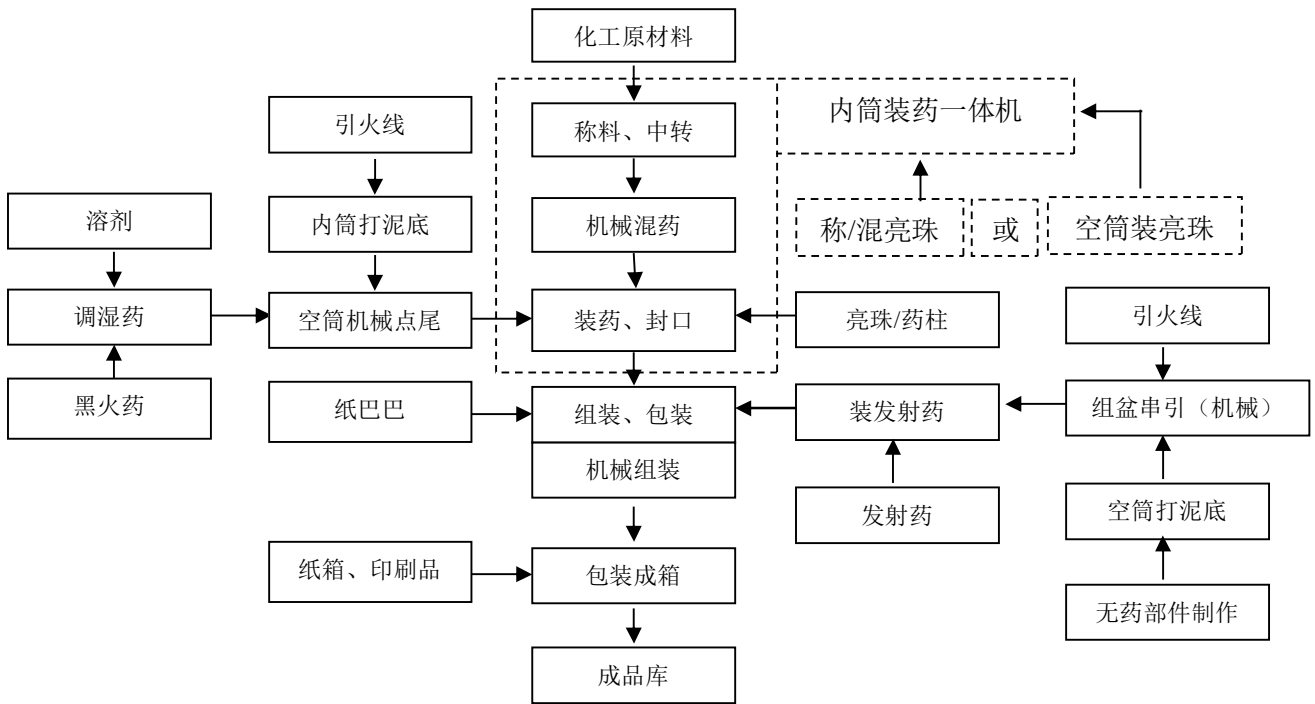 化工原材料
引火线
称料、中转
内筒装药一体机
溶剂
内筒打泥底
机械混药
称/混亮珠
或
空筒装亮珠
调湿药
空筒机械点尾
装药、封口
亮珠/药柱
引火线
黑火药
纸巴巴
组装、包装
装发射药
组盆串引（机械）
机械组装
发射药
空筒打泥底
纸箱、印刷品
包装成箱
无药部件制作
成品库